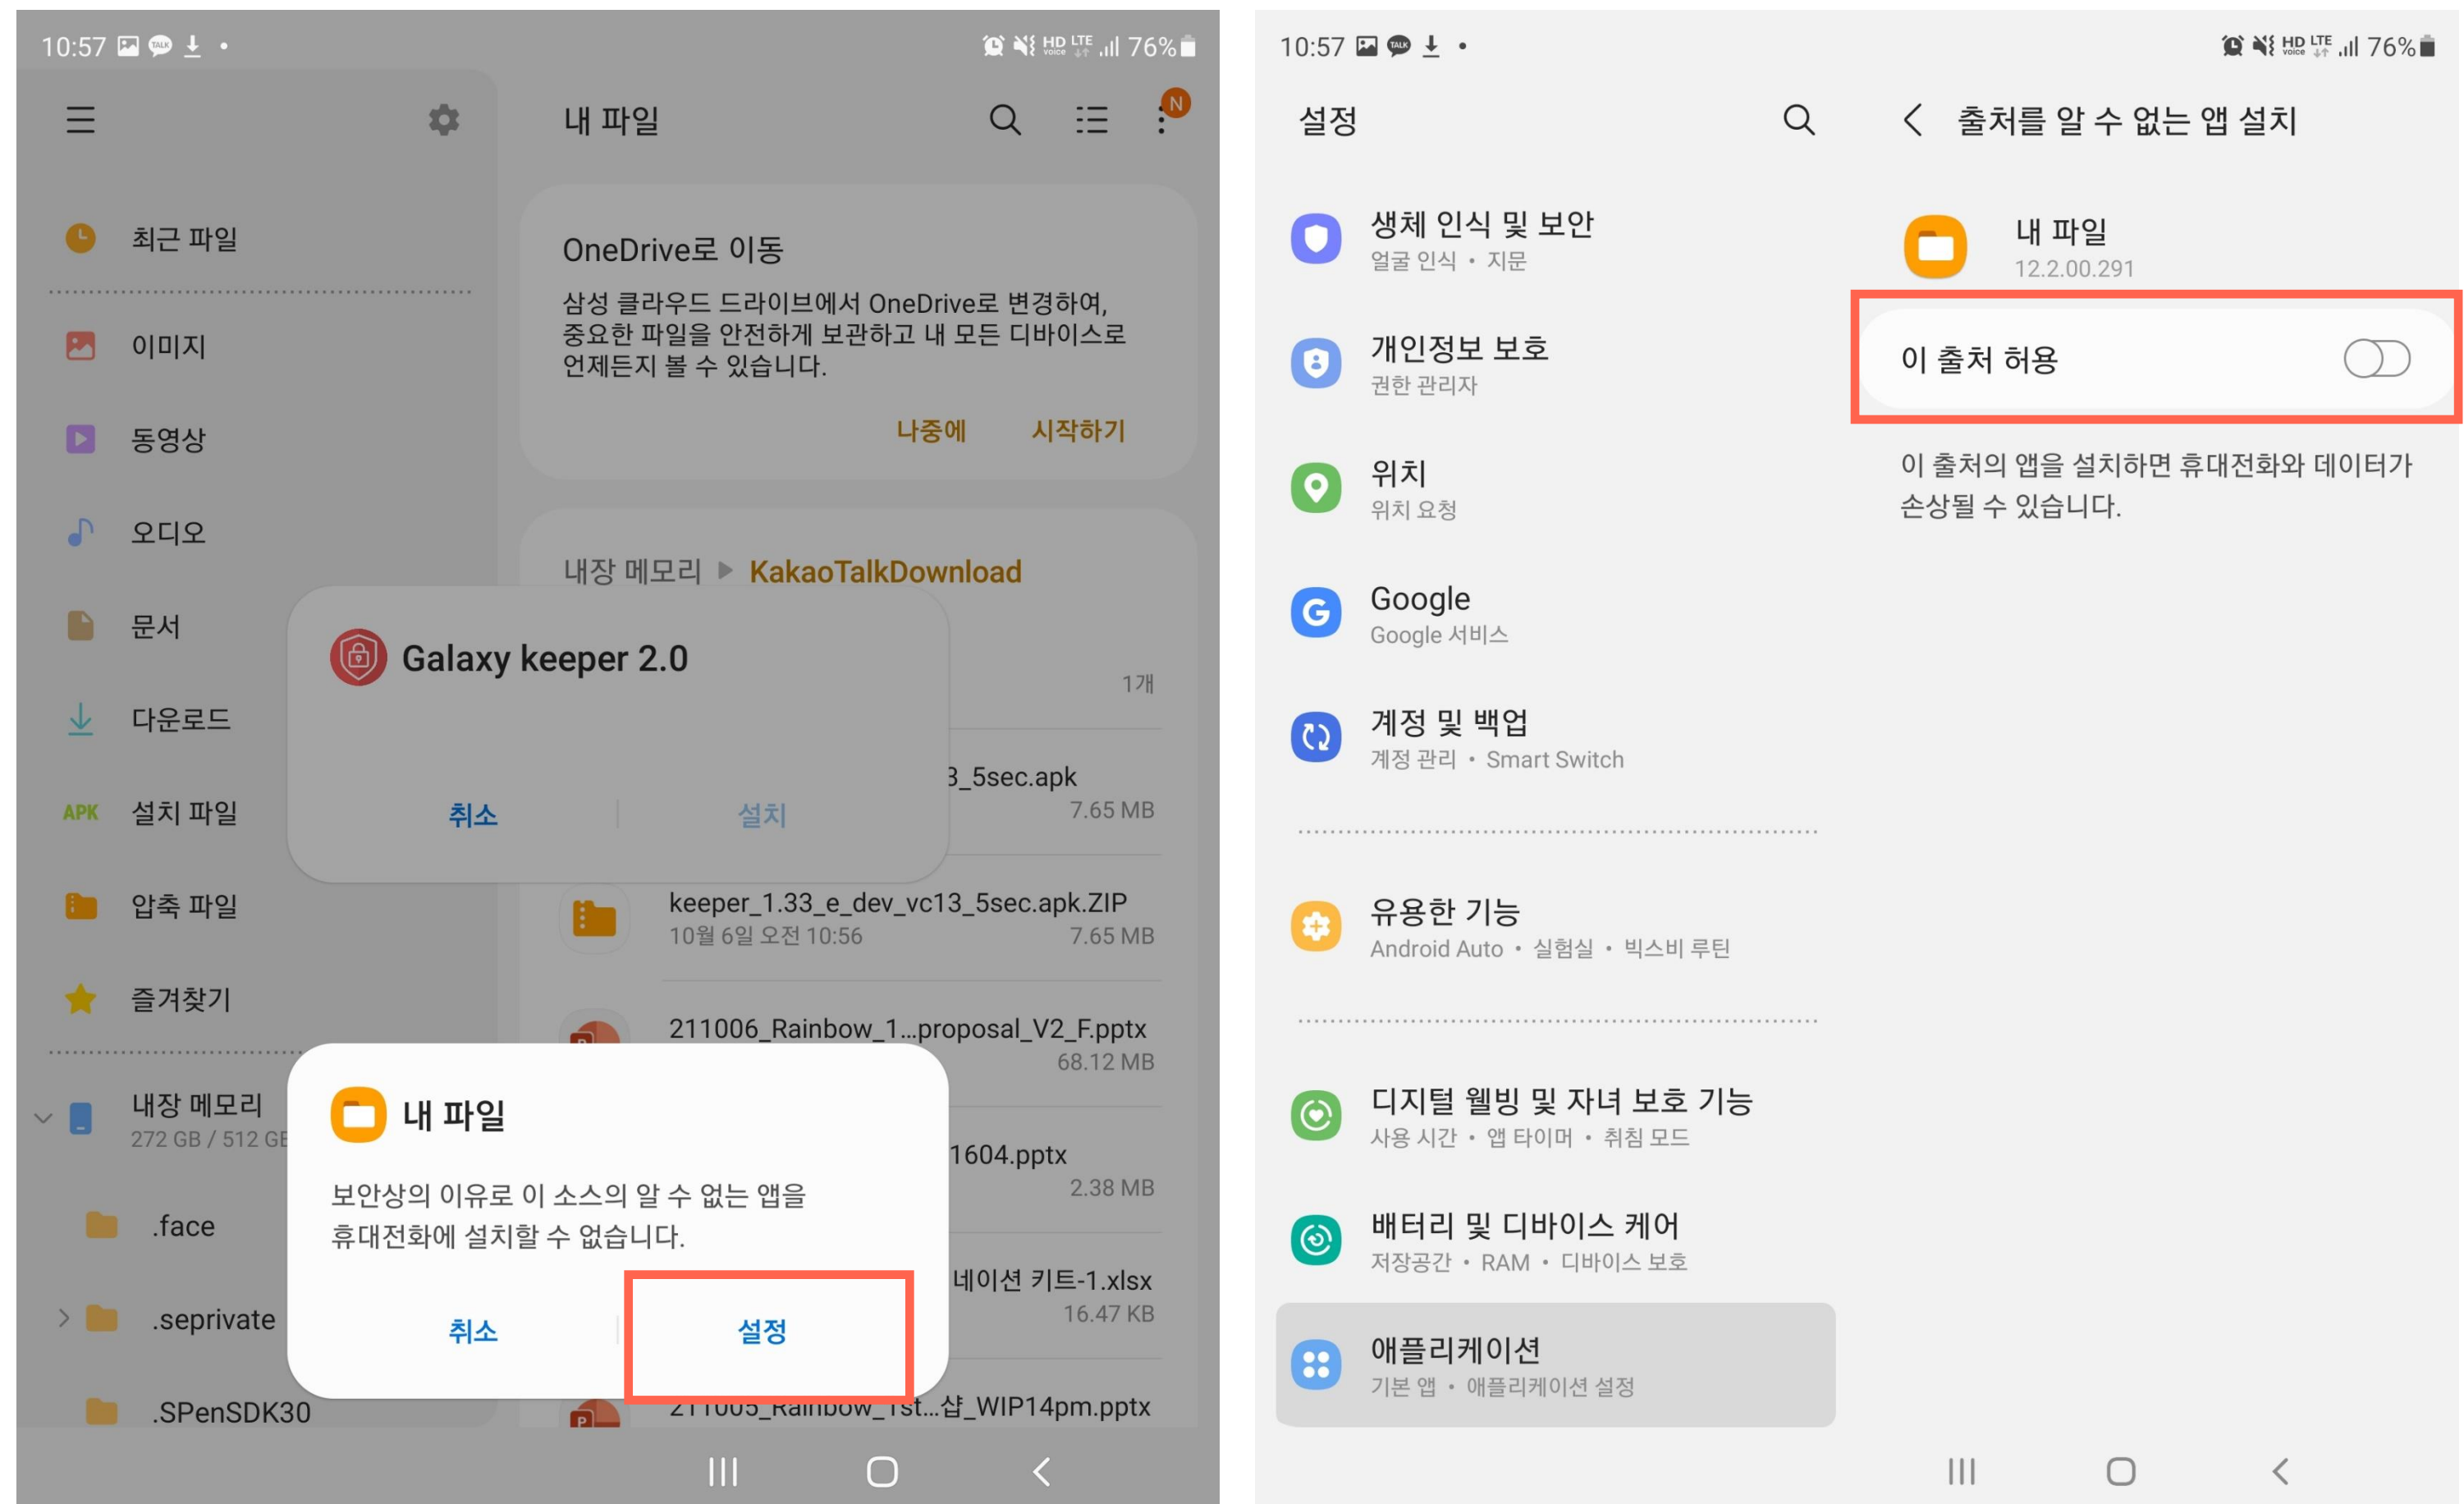 10:57
HD voice LTE 76%
내 파일
N
최근 파일
이미지
동영상
오디오
문서
다운로드
APK 설치 파일
압축 파일
즐겨찾기
내장 메모리
272 GB / 512 GB
.face
.seprivate
.SPenSDK30
OneDrive로 이동
삼성 클라우드 드라이브에서 OneDrive로 변경하여,
중요한 파일을 안전하게 보관하고 내 모든 디바이스로
언제든지 볼 수 있습니다.
나중에 시작하기
내장 메모리 ▶ KakaoTalkDownload
1개
3_5sec.apk
7.65 MB
keeper_1.33_e_dev_vc13_5sec.apk.ZIP
10월 6일 오전 10:56 7.65 MB
211006_Rainbow_1...proposal_V2_F.pptx
68.12 MB
1604.pptx
2.38 MB
네이션 키트-1.xlsx
16.47 KB
211005_Rainbow_1st...샵_WIP14pm.pptx
Galaxy keeper 2.0
취소 설치
내 파일
보안상의 이유로 이 소스의 알 수 없는 앱을
휴대전화에 설치할 수 없습니다.
취소 설정
10:57
HD voice LTE 76%
설정
생체 인식 및 보안
얼굴 인식 • 지문
개인정보 보호
권한 관리자
위치
위치 요청
Google
Google 서비스
계정 및 백업
계정 관리 • Smart Switch
유용한 기능
Android Auto • 실험실 • 빅스비 루틴
디지털 웰빙 및 자녀 보호 기능
사용 시간 • 앱 타이머 • 취침 모드
배터리 및 디바이스 케어
저장공간 • RAM • 디바이스 보호
애플리케이션
기본 앱 • 애플리케이션 설정
출처를 알 수 없는 앱 설치
내 파일
12.2.00.291
이 출처 허용
이 출처의 앱을 설치하면 휴대전화와 데이터가
손상될 수 있습니다.